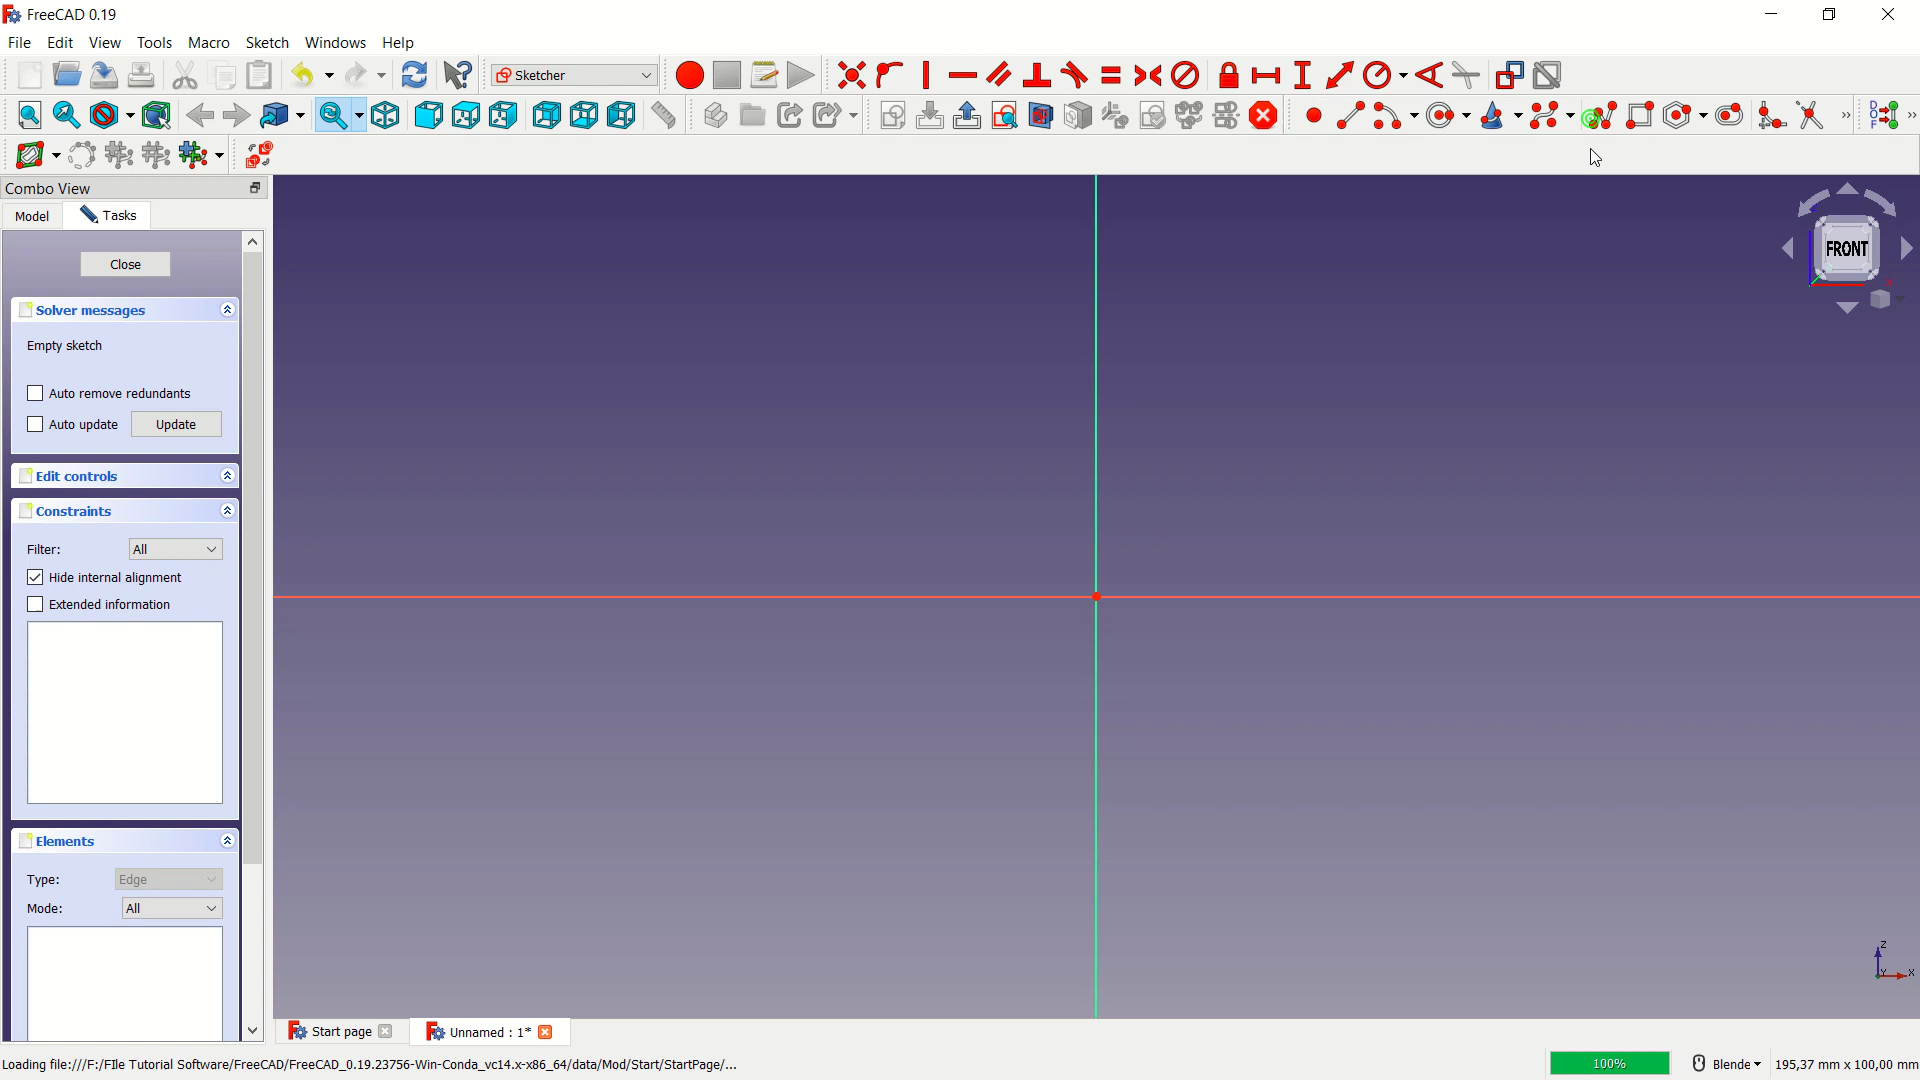 FreeCAD 0.19
File Edit View Tools Macro Sketch Windows Help
Sketcher
Combo View
Model Tasks
Close
Solver messages
Empty sketch
Auto remove redundants
Auto update Update
Edit controls
Constraints
Filter: All
Hide internal alignment
Extended information
Elements
Type: Edge
Mode: All
FRONT
Z
Y
X
Start page
Unnamed : 1*
Loading file:///F:/FIle Tutorial Software/FreeCAD/FreeCAD_0.19.23756-Win-Conda_vc14.x-x86_64/data/Mod/Start/StartPage/...
100%
Blende
195,37 mm x 100,00 mm